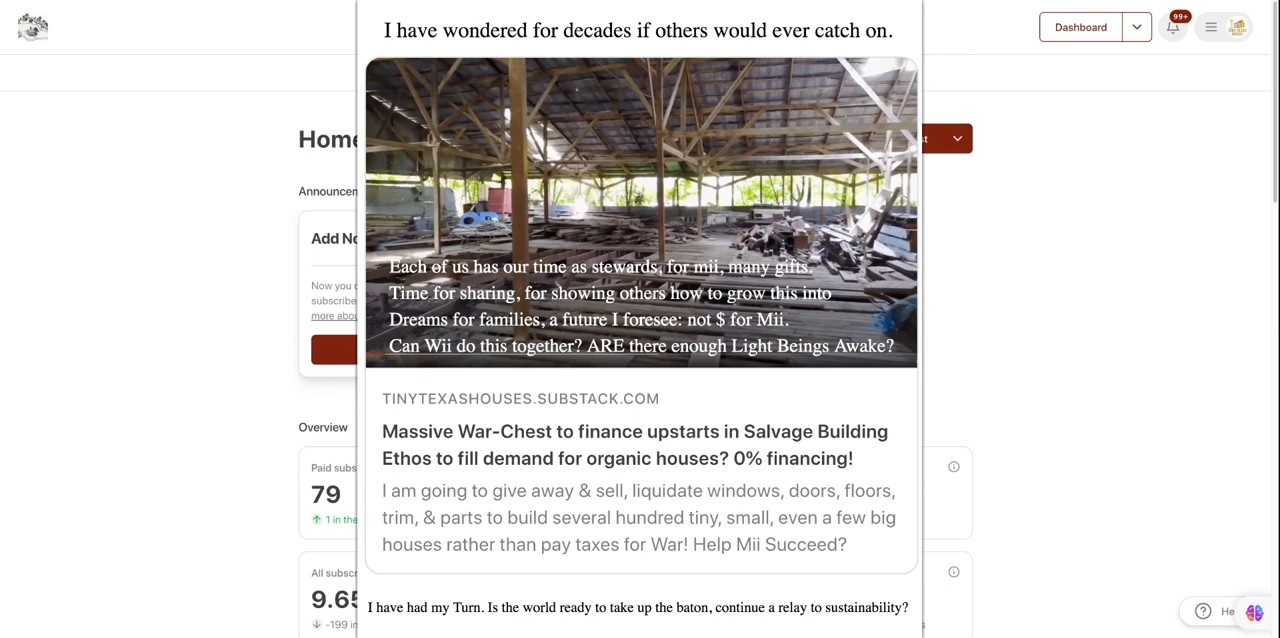 I have wondered for decades if others would ever catch on.
Dashboard
99+
Home
Each of us has our time as stewards, for mii, many gifts.
Time for sharing, for showing others how to grow this into
Dreams for families, a future I foresee: not $ for Mii.
Can Wii do this together? ARE there enough Light Beings Awake?
TINYTEXASHOUSES.SUBSTACK.COM
Massive War-Chest to finance upstarts in Salvage Building
Ethos to fill demand for organic houses? 0% financing!
I am going to give away & sell, liquidate windows, doors, floors,
trim, & parts to build several hundred tiny, small, even a few big
houses rather than pay taxes for War! Help Mii Succeed?
I have had my Turn. Is the world ready to take up the baton, continue a relay to sustainability?
Announcen
Add
Now you
subscribe
more abou
Overview
Paid subs
79
1 in the
All subscr
9.65
-199 in
He